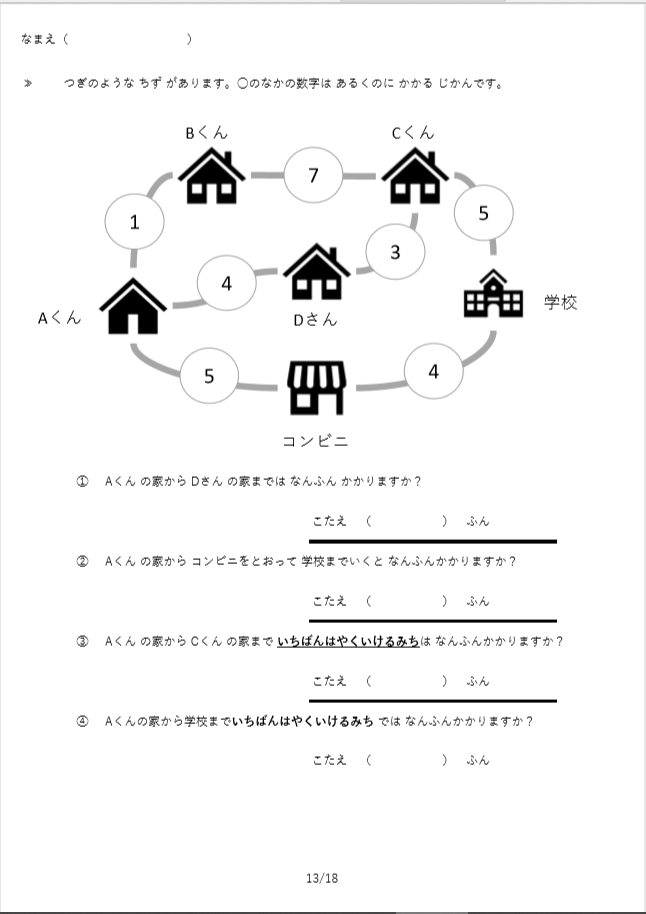 なまえ（　　　　　　　　）
≫　つぎのような ちず があります。〇のなかの数字は あるくのに かかる じかんです。
Bくん
Cくん
7
1
5
3
4
Aくん
Dさん
学校
5
4
コンビニ
①　Aくん の家から Dさん の家までは なんふん かかりますか？
こたえ　（　　　　　　）　ふん
②　Aくん の家から コンビニをとおって 学校までいくと なんふんかかりますか？
こたえ　（　　　　　　）　ふん
③　Aくん の家から Cくん の家まで いちばんはやくいけるみちは なんふんかかりますか？
こたえ　（　　　　　　）　ふん
④　Aくんの家から学校までいちばんはやくいけるみち では なんふんかかりますか？
こたえ　（　　　　　　）　ふん
13/18